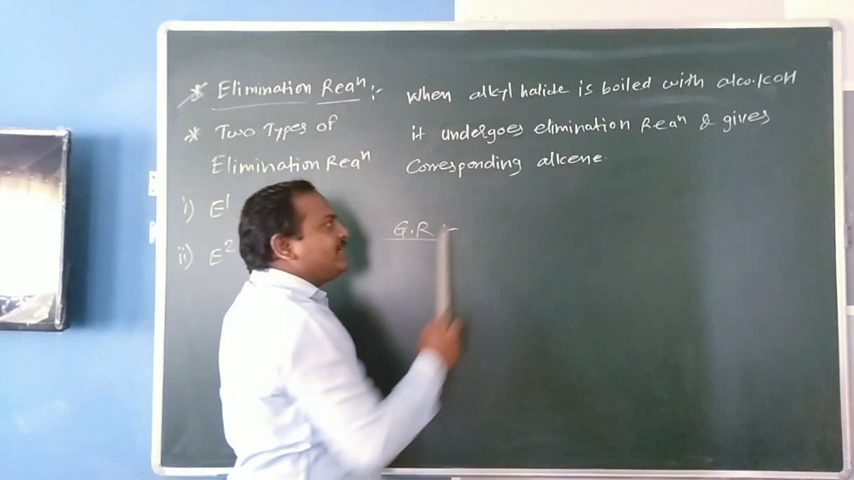 * Elimination Reaⁿ :-
* Two Types of
Elimination Reaⁿ
i) E¹
ii) E²
When alkyl halide is boiled with alco. KOH
it undergoes elimination Reaⁿ & gives
Corresponding alkene.
G.R :-